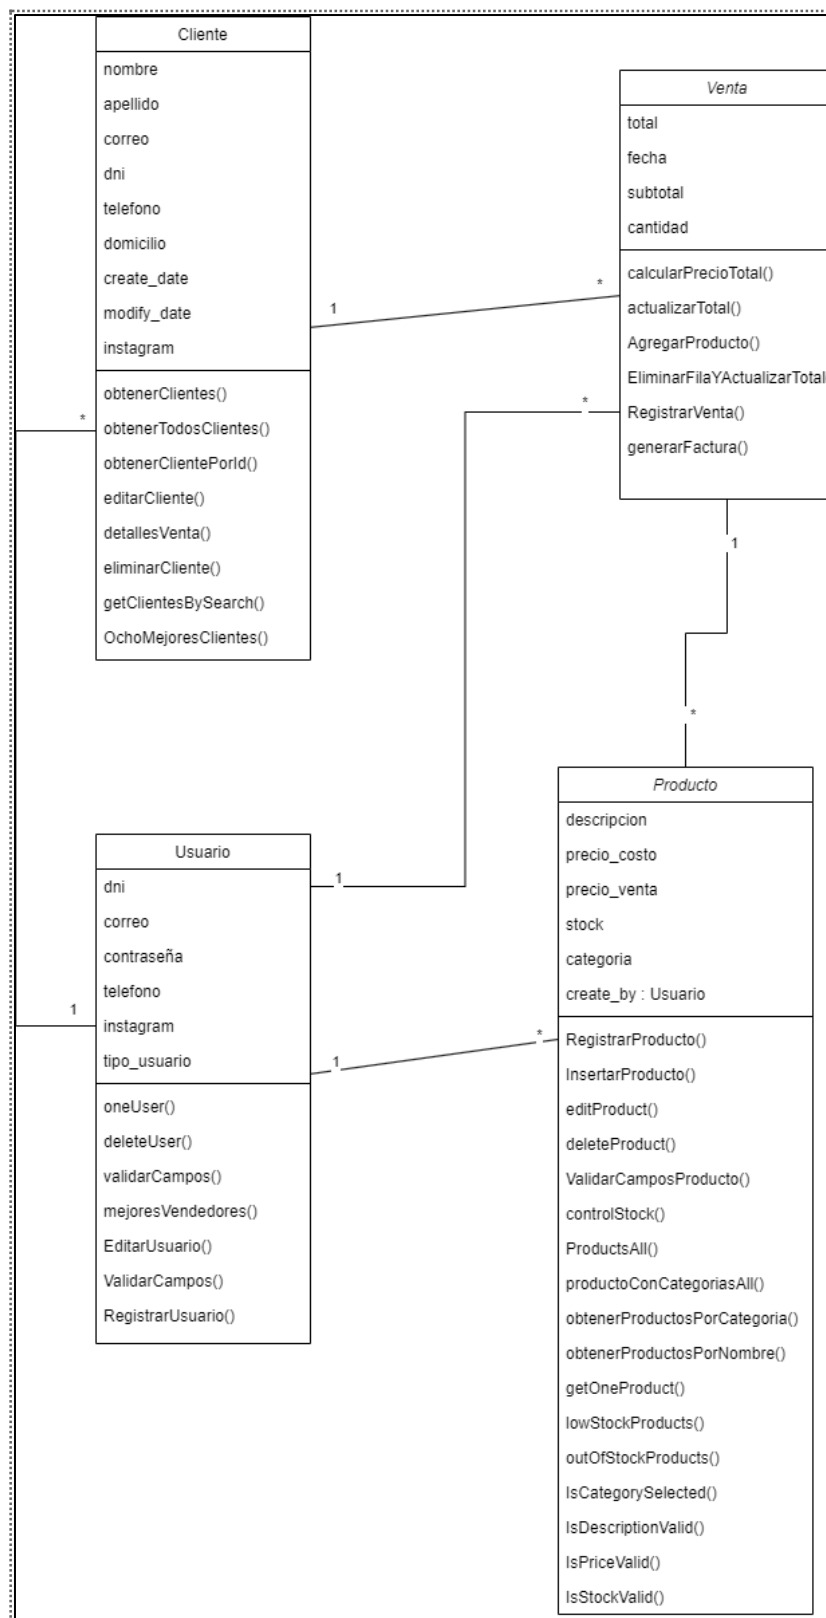 Cliente
nombre
apellido
correo
dni
telefono
domicilio
create_date
modify_date
instagram
obtenerClientes()
obtenerTodosClientes()
obtenerClientePorId()
editarCliente()
detallesVenta()
eliminarCliente()
getClientesBySearch()
OchoMejoresClientes()
1
*
*
*
Venta
total
fecha
subtotal
cantidad
calcularPrecioTotal()
actualizarTotal()
AgregarProducto()
EliminarFilaYActualizarTotal(
RegistrarVenta()
generarFactura()
1
*
Usuario
dni
correo
contraseña
telefono
instagram
tipo_usuario
oneUser()
deleteUser()
validarCampos()
mejoresVendedores()
EditarUsuario()
ValidarCampos()
RegistrarUsuario()
1
1
1
*
Producto
descripcion
precio_costo
precio_venta
stock
categoria
create_by : Usuario
RegistrarProducto()
InsertarProducto()
editProduct()
deleteProduct()
ValidarCamposProducto()
controlStock()
ProductsAll()
productoConCategoriasAll()
obtenerProductosPorCategoria()
obtenerProductosPorNombre()
getOneProduct()
lowStockProducts()
outOfStockProducts()
IsCategorySelected()
IsDescriptionValid()
IsPriceValid()
IsStockValid()